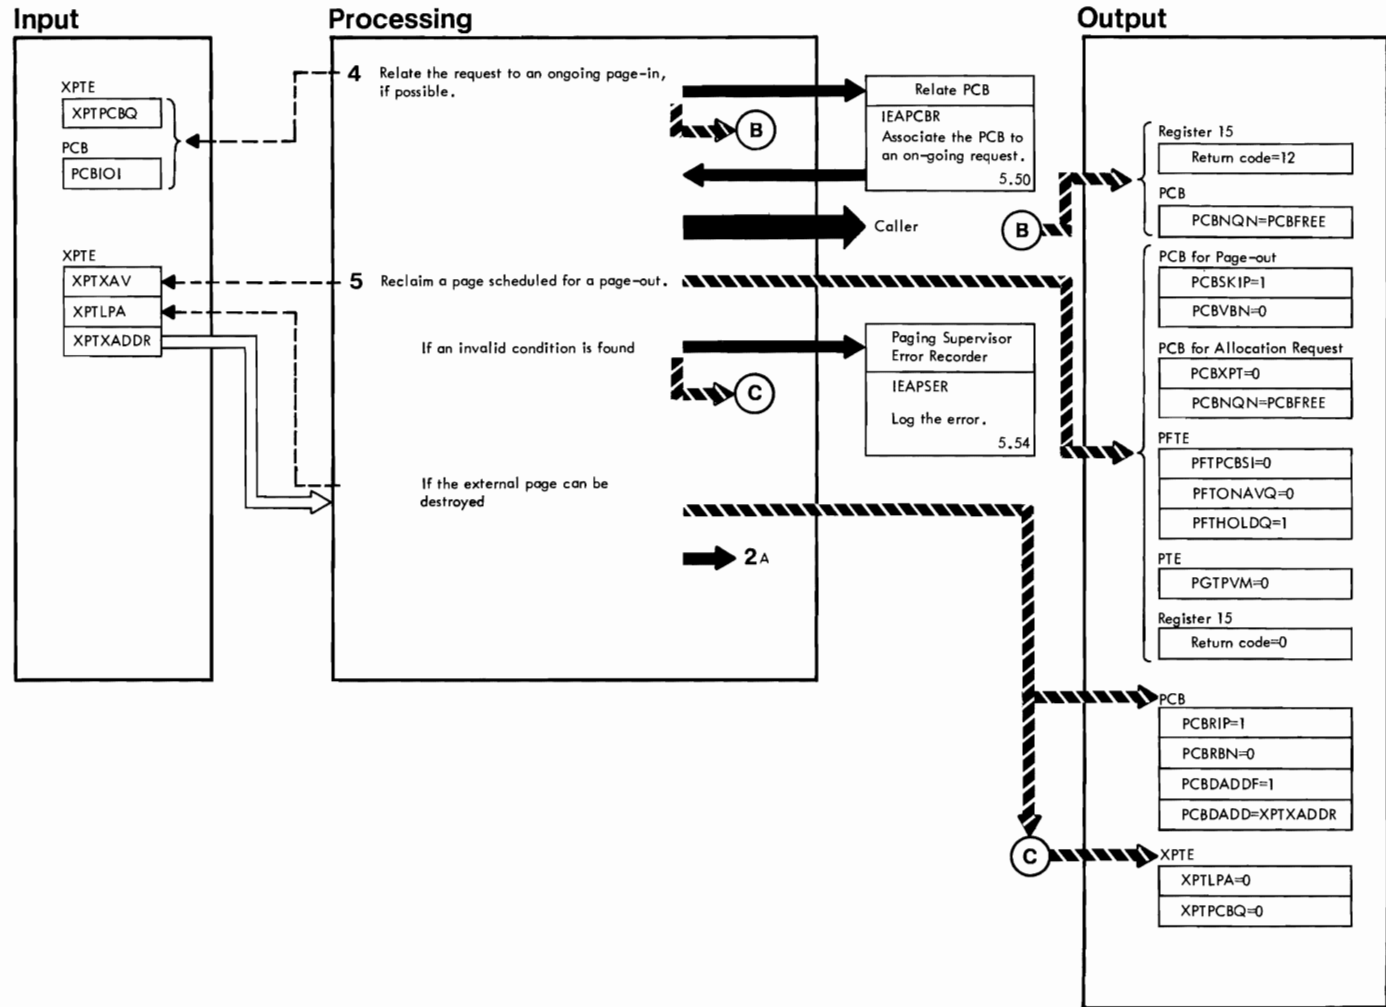 Input
Processing
Output
XPTE
XPTPCBQ
PCB
PCBIOI
XPTE
XPTXAV
XPTLPA
XPTXADDR
4 Relate the request to an ongoing page-in,
if possible.
B
Relate PCB
IEAPCBR
Associate the PCB to
an on-going request.
5.50
Caller
B
5 Reclaim a page scheduled for a page-out.
If an invalid condition is found
C
Paging Supervisor
Error Recorder
IEAPSER
Log the error.
5.54
If the external page can be
destroyed
2A
C
Register 15
Return code=12
PCB
PCBNQN=PCBFREE
PCB for Page-out
PCBSKIP=1
PCBVBN=0
PCB for Allocation Request
PCBXPT=0
PCBNQN=PCBFREE
PFTE
PFTPCBSI=0
PFTONAVQ=0
PFTHOLDQ=1
PTE
PGTPVM=0
Register 15
Return code=0
PCB
PCBRIP=1
PCBRBN=0
PCBDADDF=1
PCBDADD=XPTXADDR
XPTE
XPTLPA=0
XPTPCBQ=0